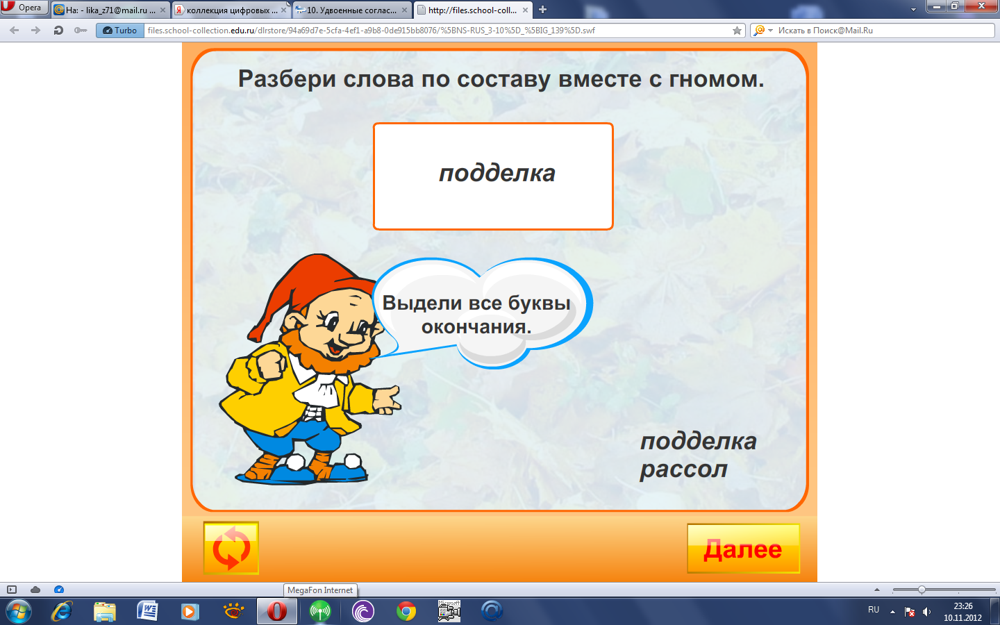 Opera
На: - lika_z71@mail.ru ...
коллекция цифровых ...
10. Удвоенные соглас...
http://files.school-coll...
Turbo
files.school-collection.edu.ru/dlrstore/94a69d7e-5cfa-4ef1-a9b8-0de915bb8076/%5BNS-RUS_3-10%5D_%5BIG_139%5D.swf
Искать в Поиск@Mail.Ru
Разбери слова по составу вместе с гномом.
подделка
Выдели все буквы
окончания.
подделка
рассол
Далее
MegaFon Internet
Microsoft
RU
23:26
10.11.2012